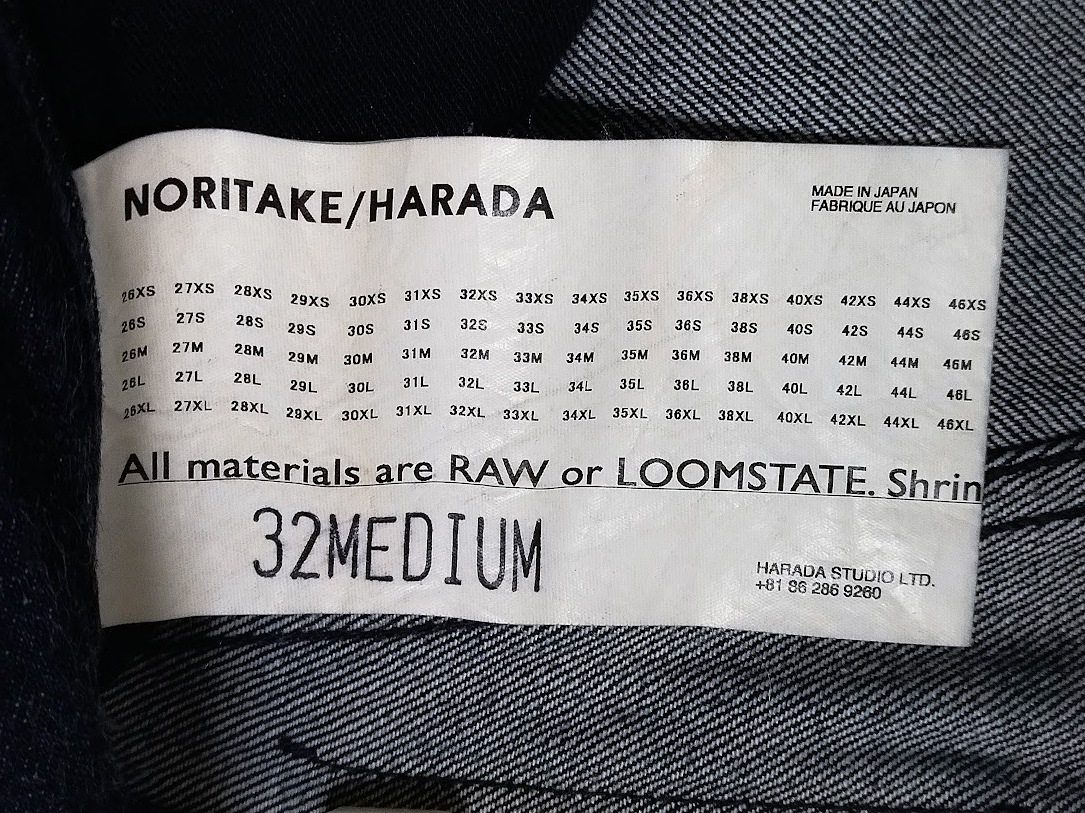 NORITAKE/HARADA
MADE IN JAPAN
FABRIQUE AU JAPON
26XS 27XS 28XS 29XS 30XS 31XS 32XS 33XS 34XS 35XS 36XS 38XS 40XS 42XS 44XS 46XS
26S 27S 28S 29S 30S 31S 32S 33S 34S 35S 36S 38S 40S 42S 44S 46S
26M 27M 28M 29M 30M 31M 32M 33M 34M 35M 36M 38M 40M 42M 44M 46M
26L 27L 28L 29L 30L 31L 32L 33L 34L 35L 36L 38L 40L 42L 44L 46L
26XL 27XL 28XL 29XL 30XL 31XL 32XL 33XL 34XL 35XL 36XL 38XL 40XL 42XL 44XL 46XL
All materials are RAW or LOOMSTATE. Shrin
32MEDIUM
HARADA STUDIO LTD.
+81 86 286 9260